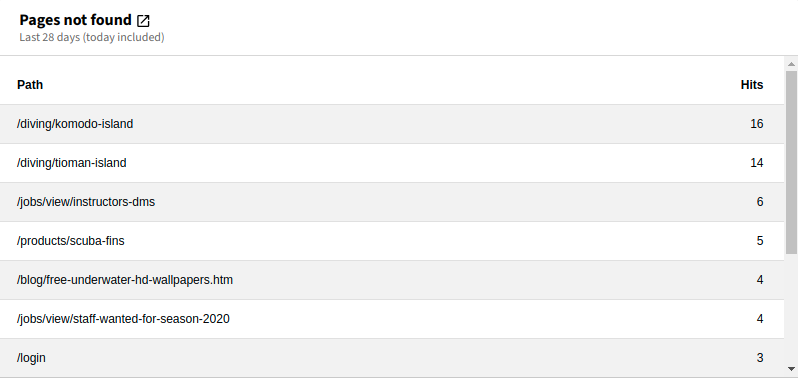 Pages not found
Last 28 days (today included)
Path Hits
/diving/komodo-island 16
/diving/tioman-island 14
/jobs/view/instructors-dms 6
/products/scuba-fins 5
/blog/free-underwater-hd-wallpapers.htm 4
/jobs/view/staff-wanted-for-season-2020 4
/login 3